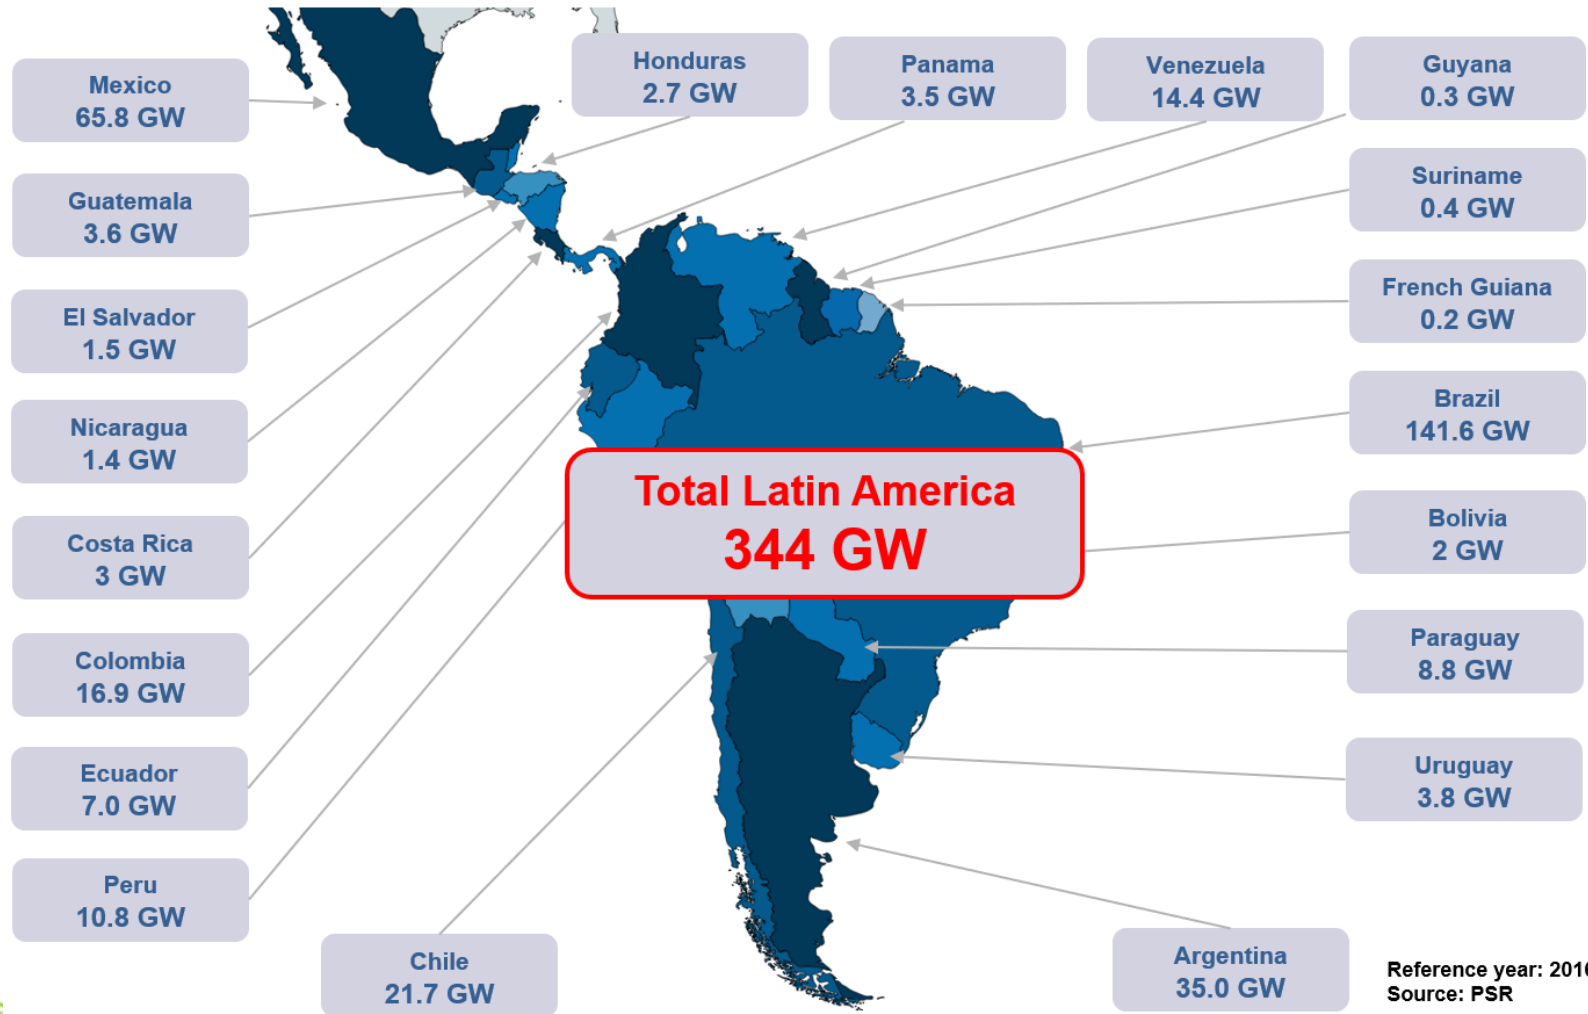 Mexico
65.8 GW
Guatemala
3.6 GW
El Salvador
1.5 GW
Nicaragua
1.4 GW
Costa Rica
3 GW
Colombia
16.9 GW
Ecuador
7.0 GW
Peru
10.8 GW
Honduras
2.7 GW
Panama
3.5 GW
Venezuela
14.4 GW
Guyana
0.3 GW
Suriname
0.4 GW
French Guiana
0.2 GW
Brazil
141.6 GW
Total Latin America
344 GW
Bolivia
2 GW
Paraguay
8.8 GW
Uruguay
3.8 GW
Chile
21.7 GW
Argentina
35.0 GW
Reference year: 2016
Source: PSR